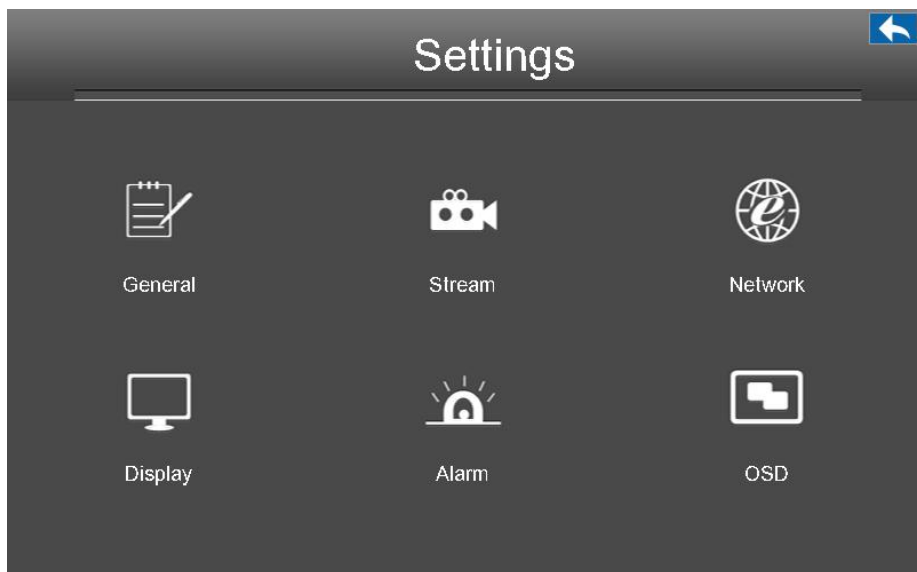 Settings
General
Stream
Network
Display
Alarm
OSD